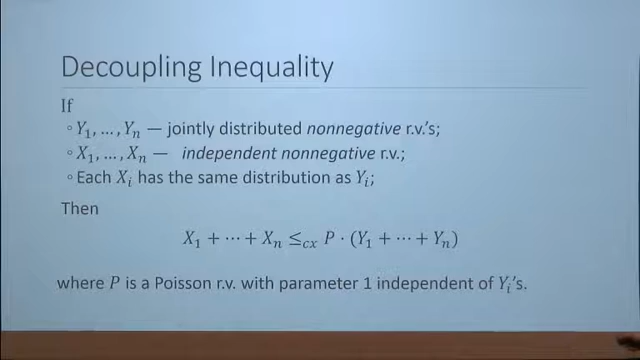 Decoupling Inequality
If
◦ Y₁, …, Yₙ — jointly distributed nonnegative r.v.'s;
◦ X₁, …, Xₙ — independent nonnegative r.v.;
◦ Each Xᵢ has the same distribution as Yᵢ;
Then
X₁ + ⋯ + Xₙ ≤cx P · (Y₁ + ⋯ + Yₙ)
where P is a Poisson r.v. with parameter 1 independent of Yᵢ's.